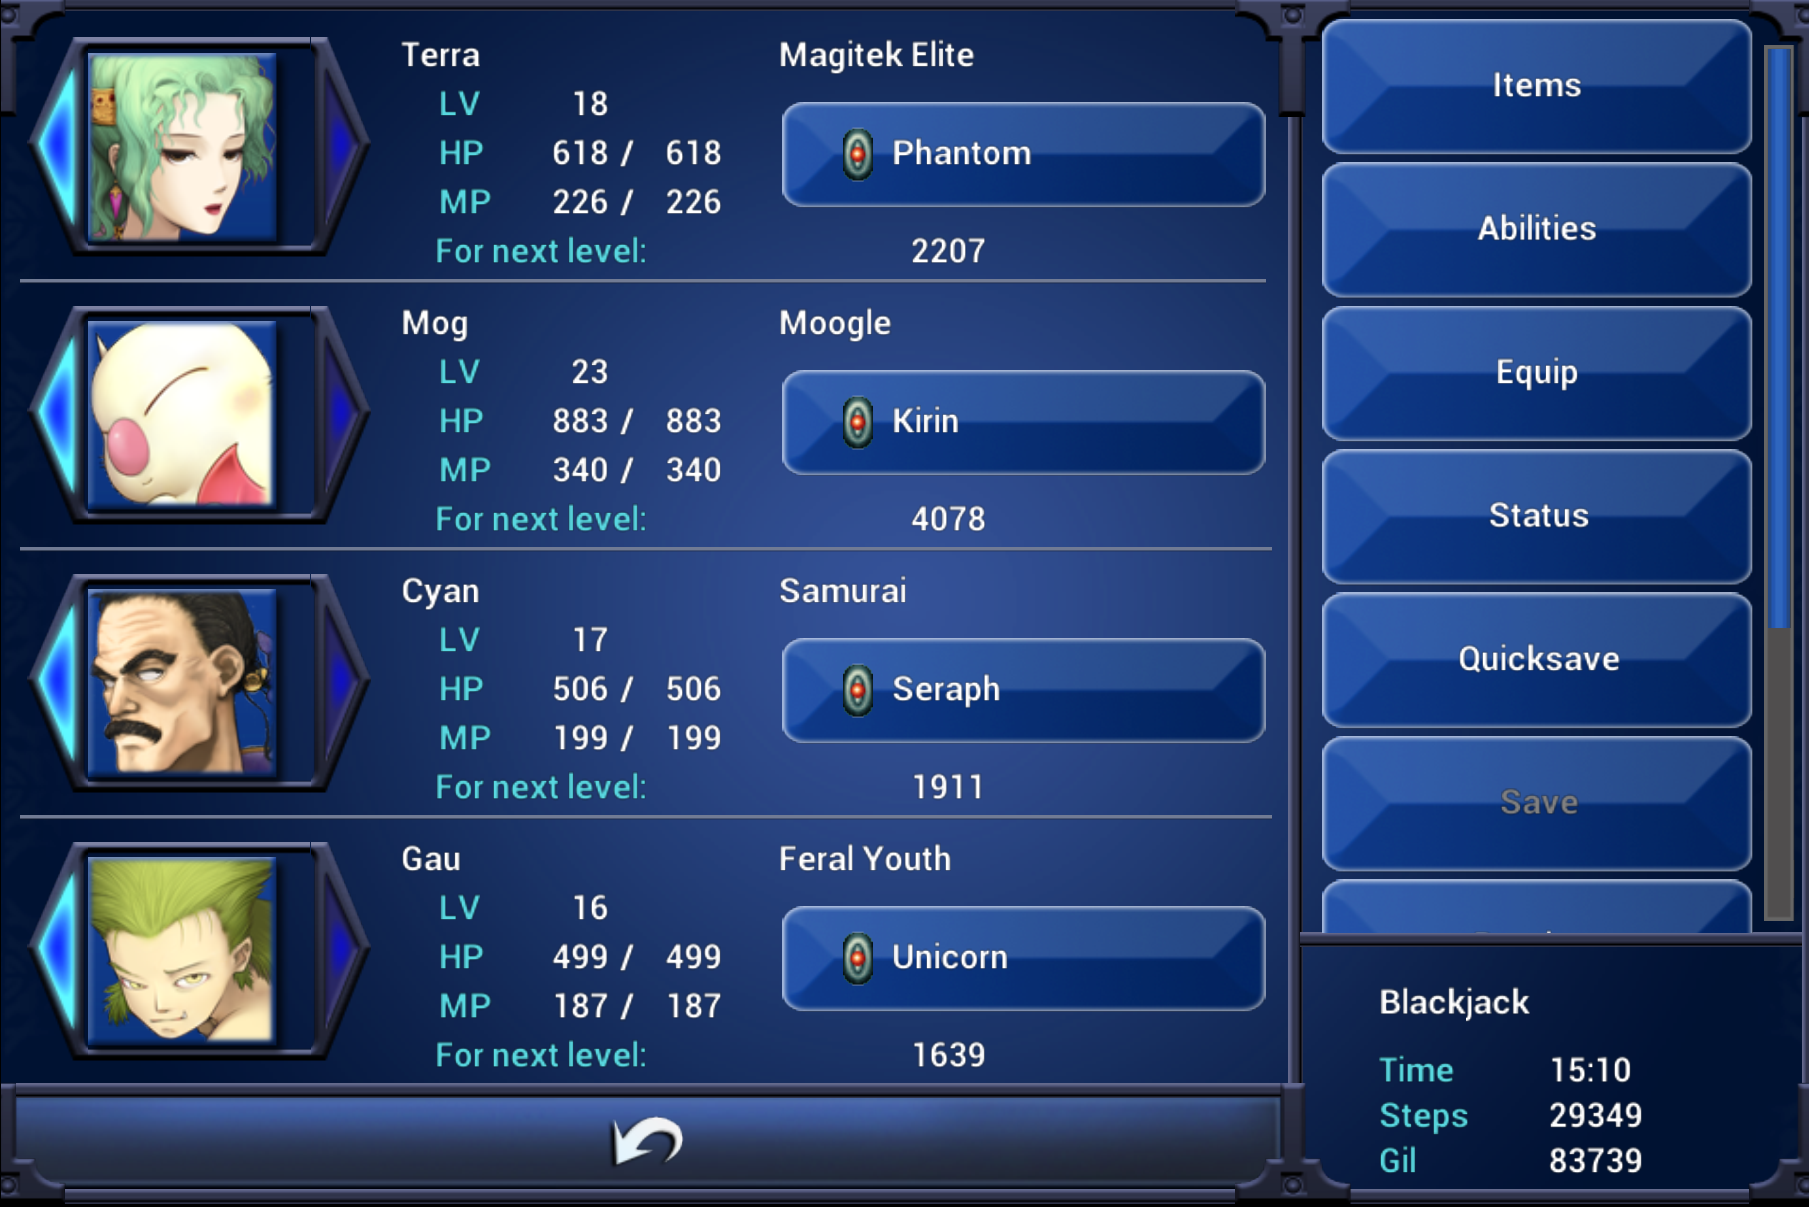 Terra Magitek Elite
LV 18
HP 618 / 618
Phantom
MP 226 / 226
For next level: 2207
Mog Moogle
LV 23
HP 883 / 883
Kirin
MP 340 / 340
For next level: 4078
Cyan Samurai
LV 17
HP 506 / 506
Seraph
MP 199 / 199
For next level: 1911
Gau Feral Youth
LV 16
HP 499 / 499
Unicorn
MP 187 / 187
For next level: 1639
Items
Abilities
Equip
Status
Quicksave
Save
Blackjack
Time 15:10
Steps 29349
Gil 83739